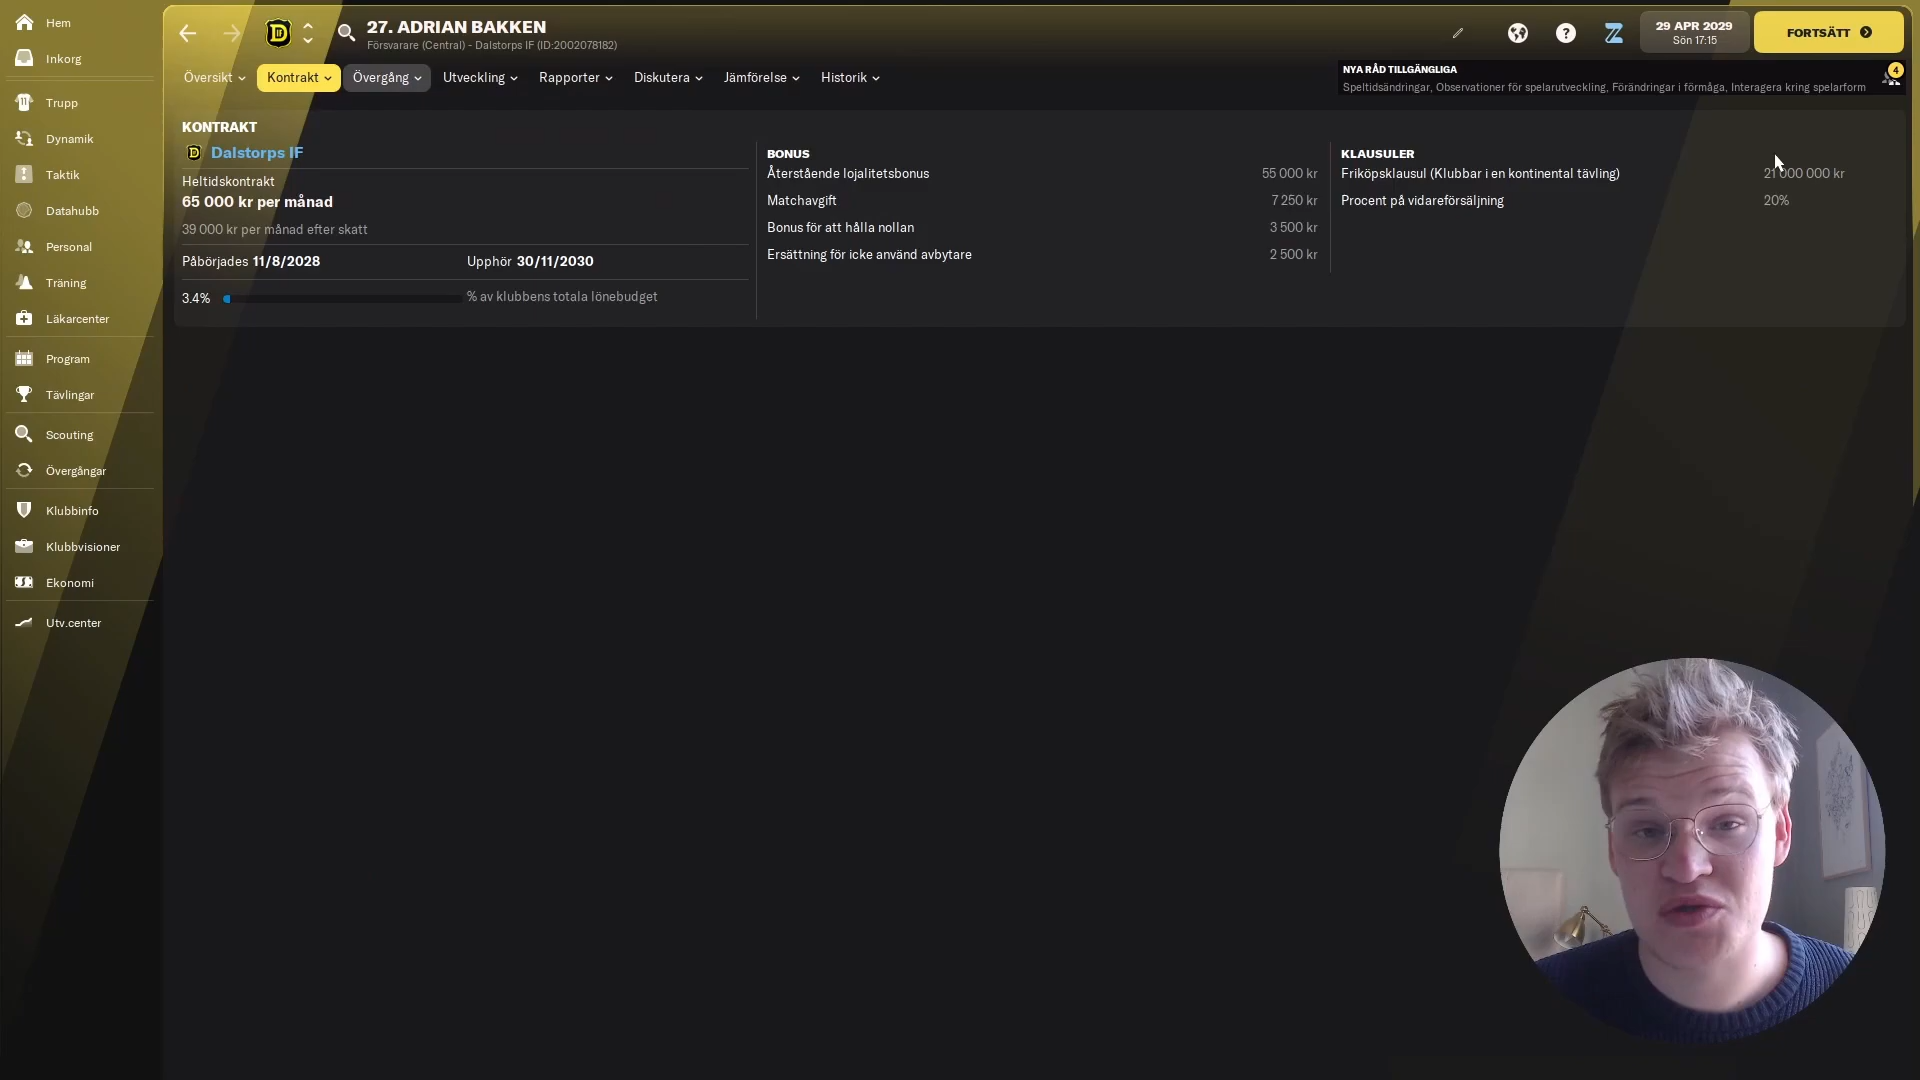 Hem
Inkorg
Trupp
Dynamik
Taktik
Datahubb
Personal
Träning
Läkarcenter
Program
Tävlingar
Scouting
Övergångar
Klubbinfo
Klubbvisioner
Ekonomi
Utv.center
27. ADRIAN BAKKEN
Försvarare (Central) - Dalstorps IF (ID:2002078182)
29 APR 2029
Sön 17:15
FORTSÄTT
Översikt
Kontrakt
Övergång
Utveckling
Rapporter
Diskutera
Jämförelse
Historik
NYA RÅD TILLGÄNGLIGA
4
Speltidsändringar, Observationer för spelarutveckling, Förändringar i förmåga, Interagera kring spelarform
KONTRAKT
Dalstorps IF
Heltidskontrakt
65 000 kr per månad
39 000 kr per månad efter skatt
Påbörjades 11/8/2028
Upphör 30/11/2030
3.4%
% av klubbens totala lönebudget
BONUS
Återstående lojalitetsbonus 55 000 kr
Matchavgift 7 250 kr
Bonus för att hålla nollan 3 500 kr
Ersättning för icke använd avbytare 2 500 kr
KLAUSULER
Friköpsklausul (Klubbar i en kontinental tävling) 21 000 000 kr
Procent på vidareförsäljning 20%